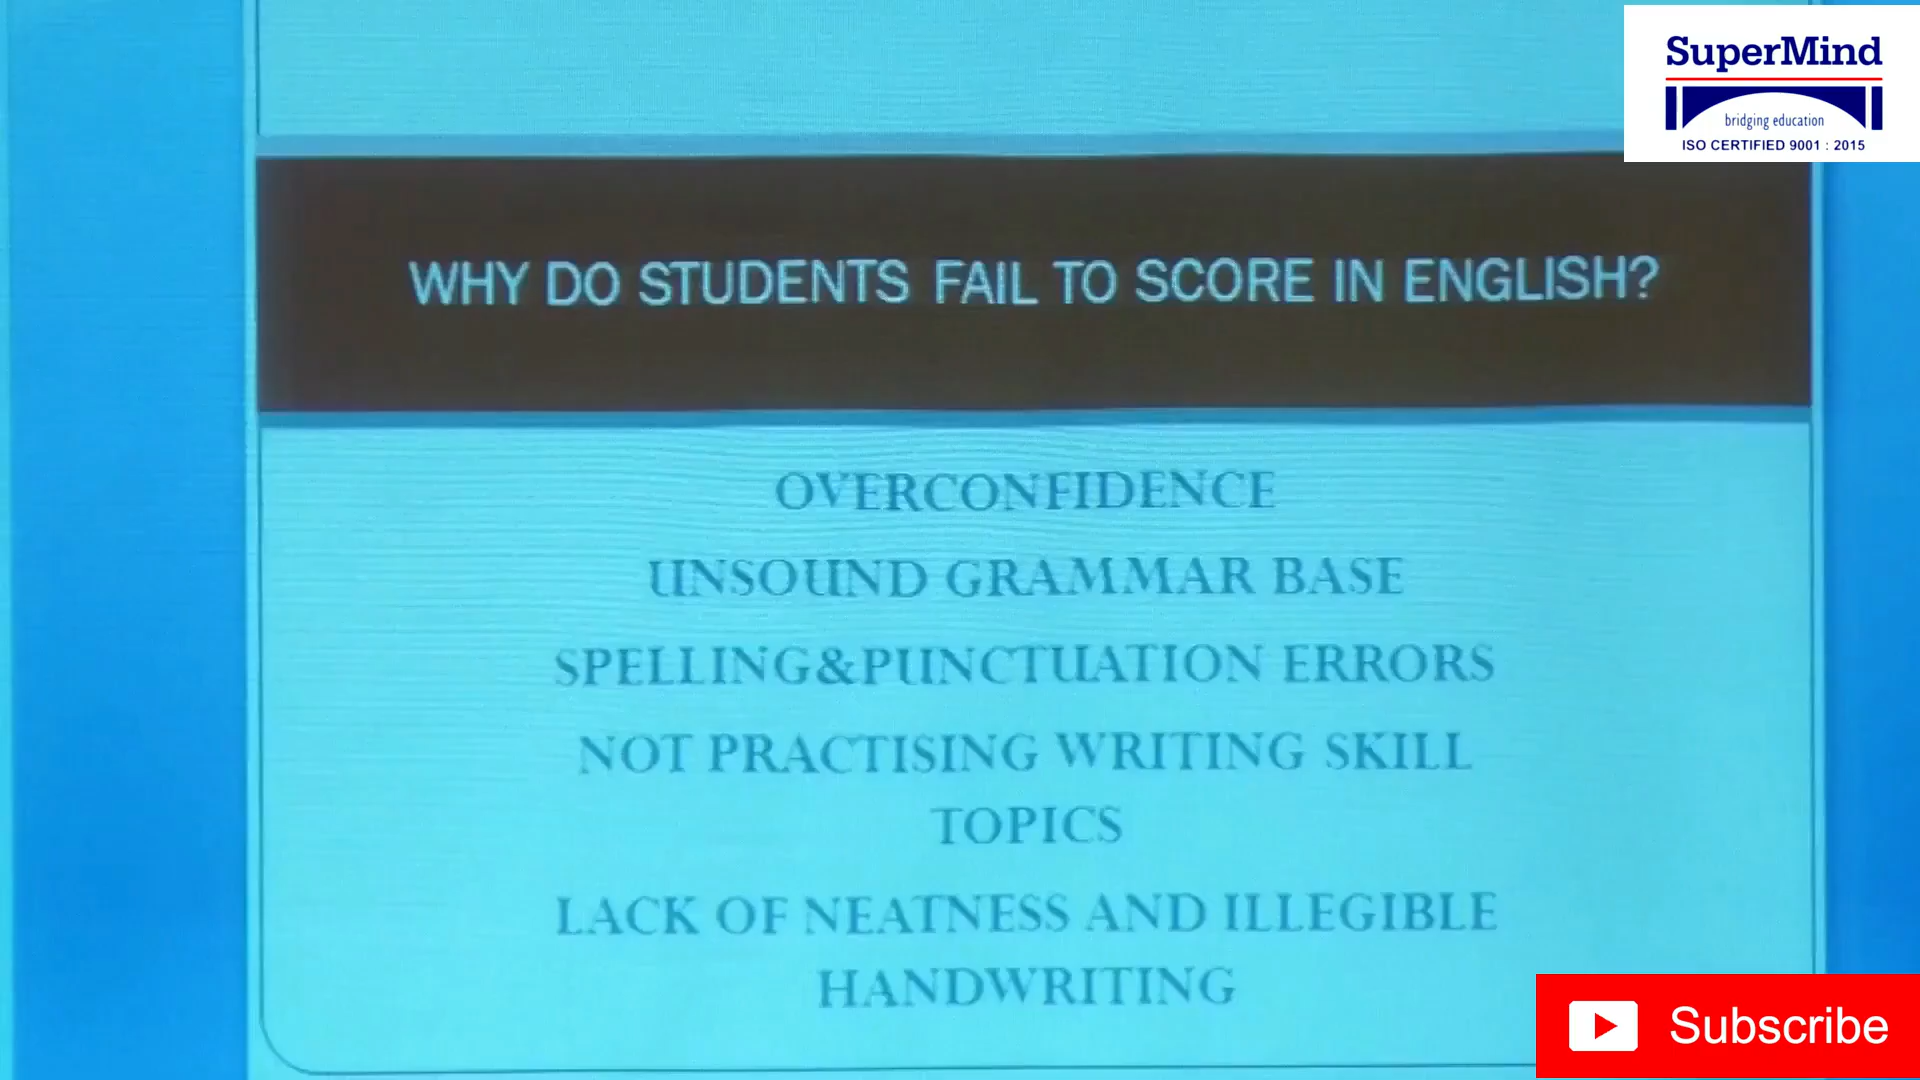 SuperMind
bridging education
ISO CERTIFIED 9001 : 2015
WHY DO STUDENTS FAIL TO SCORE IN ENGLISH?
OVERCONFIDENCE
UNSOUND GRAMMAR BASE
SPELLING&PUNCTUATION ERRORS
NOT PRACTISING WRITING SKILL
TOPICS
LACK OF NEATNESS AND ILLEGIBLE
HANDWRITING
Subscribe